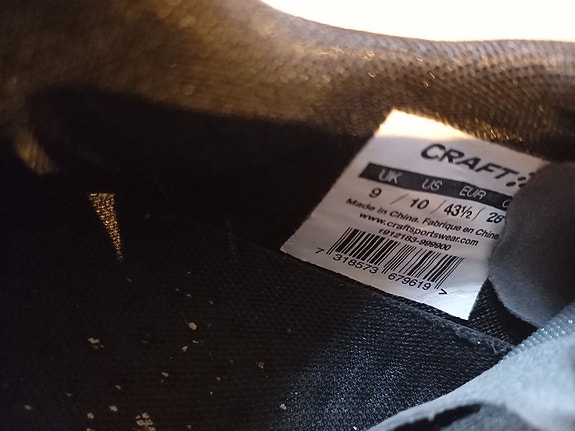 CRAFT
UK US EUR
9 / 10 / 43½ / 28
Made in China. Fabrique en Chine
www.craftsportswear.com
1912183-999900
7 318573 679619 >